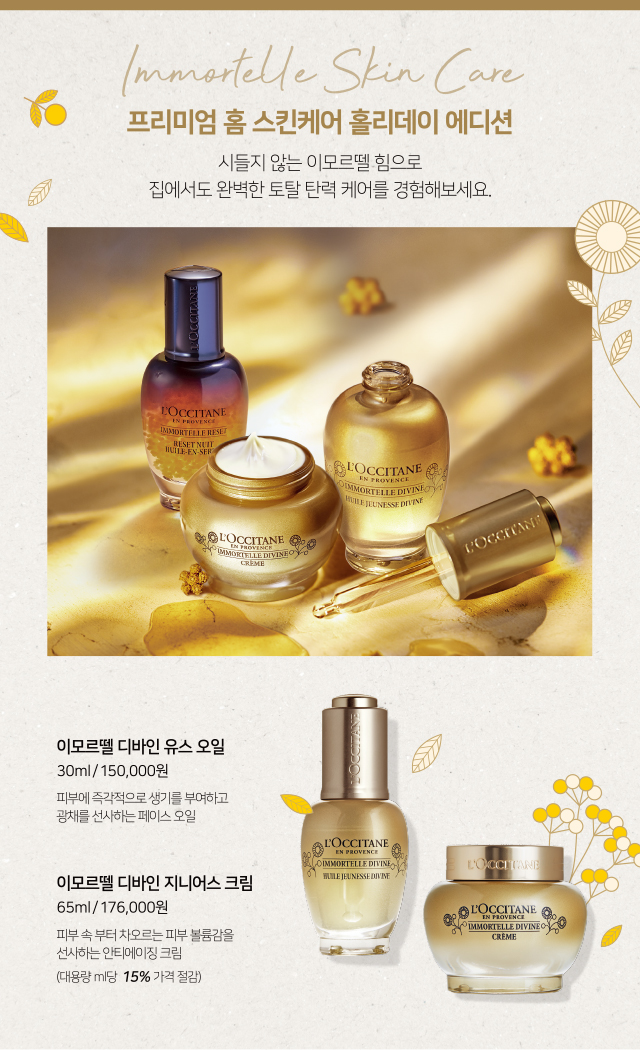 Immortelle Skin Care
프리미엄 홈 스킨케어 홀리데이 에디션
시들지 않는 이모르뗄 힘으로
집에서도 완벽한 토탈 탄력 케어를 경험해보세요.
L'OCCITANE
L'OCCITANE
EN PROVENCE
IMMORTELLE RESET
RESET NUIT
L'OCCITANE
EN PROVENCE
IMMORTELLE DIVINE
HUILE JEUNESSE DIVINE
L'OCCITANE
EN PROVENCE
IMMORTELLE DIVINE
CRÈME
L'OCCITANE
이모르뗄 디바인 유스 오일
30ml / 150,000원
피부에 즉각적으로 생기를 부여하고
광채를 선사하는 페이스 오일
L'OCCITANE
L'OCCITANE
EN PROVENCE
IMMORTELLE DIVINE
HUILE JEUNESSE DIVINE
이모르뗄 디바인 지니어스 크림
65ml / 176,000원
피부 속 부터 차오르는 피부 볼륨감을
선사하는 안티에이징 크림
(대용량 ml당 15% 가격 절감)
L'OCCITANE
L'OCCITANE
EN PROVENCE
IMMORTELLE DIVINE
CRÈME